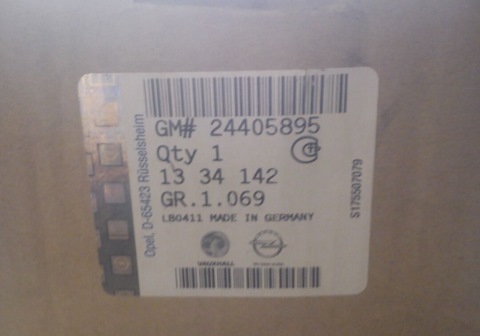 GM# 24405895
Qty 1
13 34 142
GR.1.069
LB0411 MADE IN GERMANY
VAUXHALL
Opel, D-65423 Rüsselsheim
S175507079